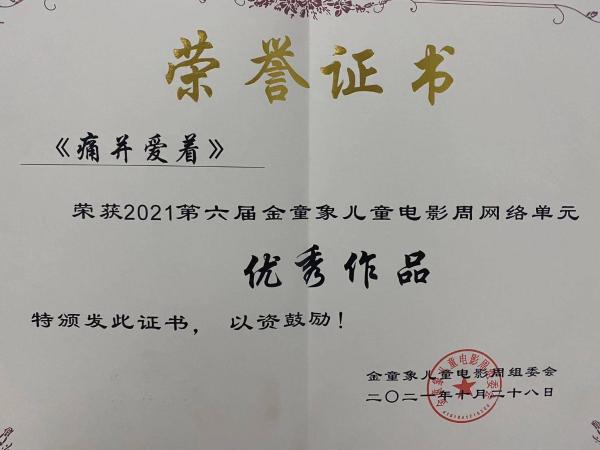 荣誉证书
《痛并爱着》
荣获2021第六届金童象儿童电影周网络单元
优秀作品
特颁发此证书，以资鼓励！
金童象儿童电影周组委会
二〇二一年十月二十八日